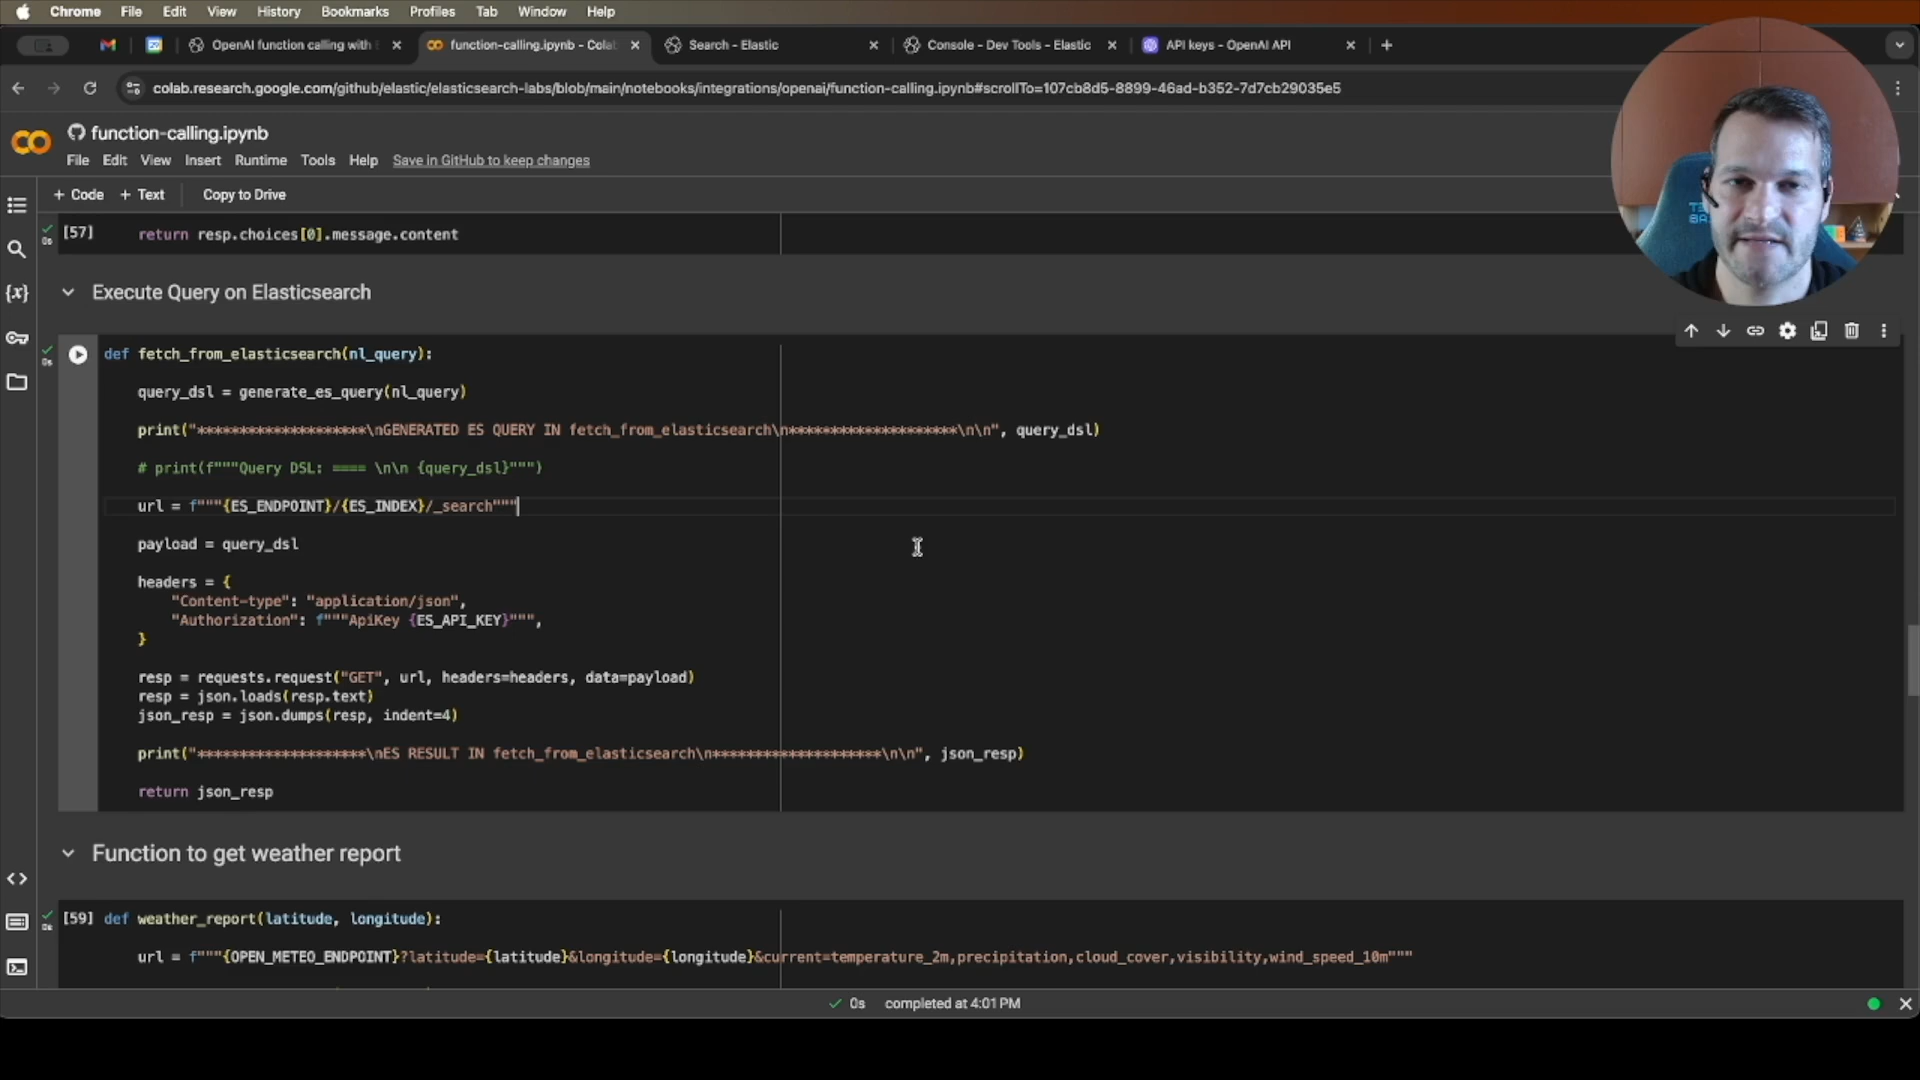 Chrome File Edit View History Bookmarks Profiles Tab Window Help
OpenAI function calling with E
function-calling.ipynb - Colab
Search - Elastic
Console - Dev Tools - Elastic
API keys - OpenAI API
colab.research.google.com/github/elastic/elasticsearch-labs/blob/main/notebooks/integrations/openai/function-calling.ipynb#scrollTo=107cb8d5-8899-46ad-b352-7d7cb29035e5
function-calling.ipynb
File Edit View Insert Runtime Tools Help Save in GitHub to keep changes
+ Code + Text Copy to Drive
0s [57] return resp.choices[0].message.content
Execute Query on Elasticsearch
0s def fetch_from_elasticsearch(nl_query):
query_dsl = generate_es_query(nl_query)
print("********************\nGENERATED ES QUERY IN fetch_from_elasticsearch\n********************\n\n", query_dsl)
# print(f"""Query DSL: ==== \n\n {query_dsl}""")
url = f"""{ES_ENDPOINT}/{ES_INDEX}/_search"""
payload = query_dsl
headers = {
"Content-type": "application/json",
"Authorization": f"""ApiKey {ES_API_KEY}""",
}
resp = requests.request("GET", url, headers=headers, data=payload)
resp = json.loads(resp.text)
json_resp = json.dumps(resp, indent=4)
print("********************\nES RESULT IN fetch_from_elasticsearch\n********************\n\n", json_resp)
return json_resp
Function to get weather report
0s [59] def weather_report(latitude, longitude):
url = f"""{OPEN_METEO_ENDPOINT}?latitude={latitude}&longitude={longitude}&current=temperature_2m,precipitation,cloud_cover,visibility,wind_speed_10m"""
0s completed at 4:01 PM